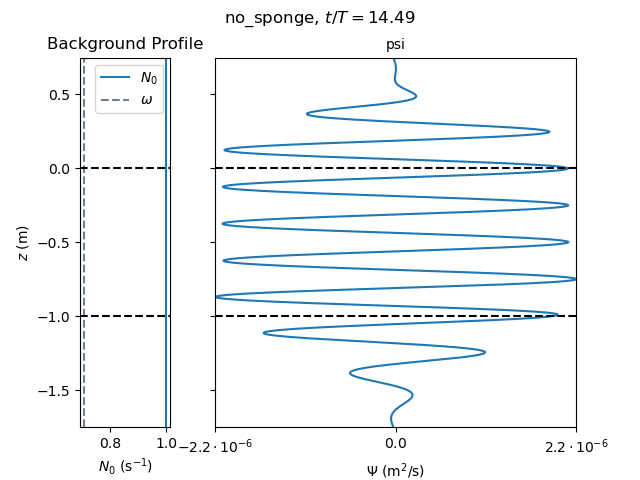 no_sponge, t/T = 14.49
Background Profile
psi
N₀
ω
0.5
0.0
−0.5
−1.0
−1.5
z (m)
0.8
1.0
N₀ (s⁻¹)
−2.2 · 10⁻⁶
0.0
2.2 · 10⁻⁶
Ψ (m²/s)